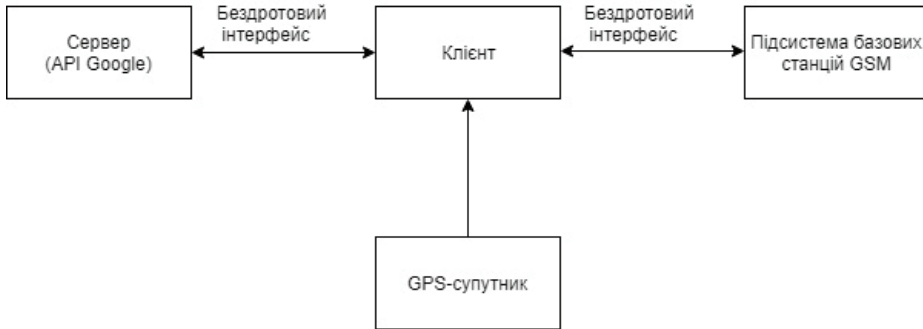 Бездротовий
інтерфейс
Бездротовий
інтерфейс
Сервер
(API Google)
Клієнт
Підсистема базових
станцій GSM
GPS-супутник